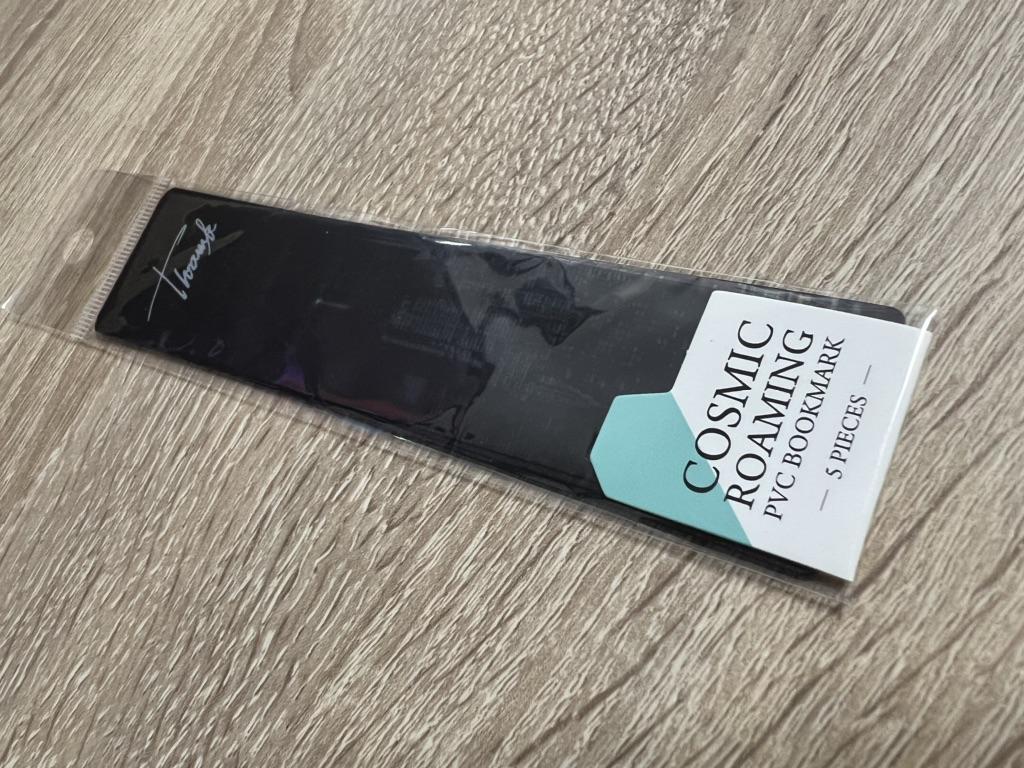 COSMIC
ROAMING
PVC BOOKMARK
— 5 PIECES —